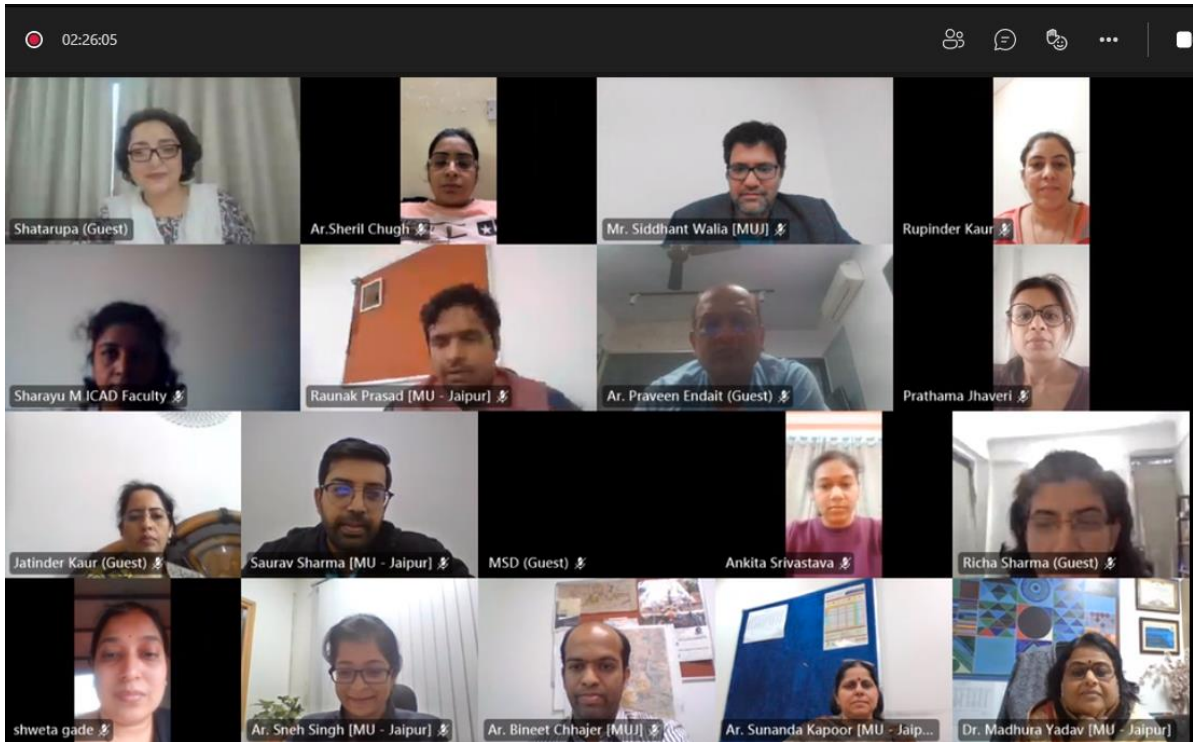 02:26:05
Shatarupa (Guest)
Ar.Sheril Chugh
Mr. Siddhant Walia [MUJ]
Rupinder Kaur
Sharayu M ICAD Faculty
Raunak Prasad [MU - Jaipur]
Ar. Praveen Endait (Guest)
Prathama Jhaveri
Jatinder Kaur (Guest)
Saurav Sharma [MU - Jaipur]
MSD (Guest)
Ankita Srivastava
Richa Sharma (Guest)
shweta gade
Ar. Sneh Singh [MU - Jaipur]
Ar. Bineet Chhajer [MUJ]
Ar. Sunanda Kapoor [MU - Jaip...
Dr. Madhura Yadav [MU - Jaipur]